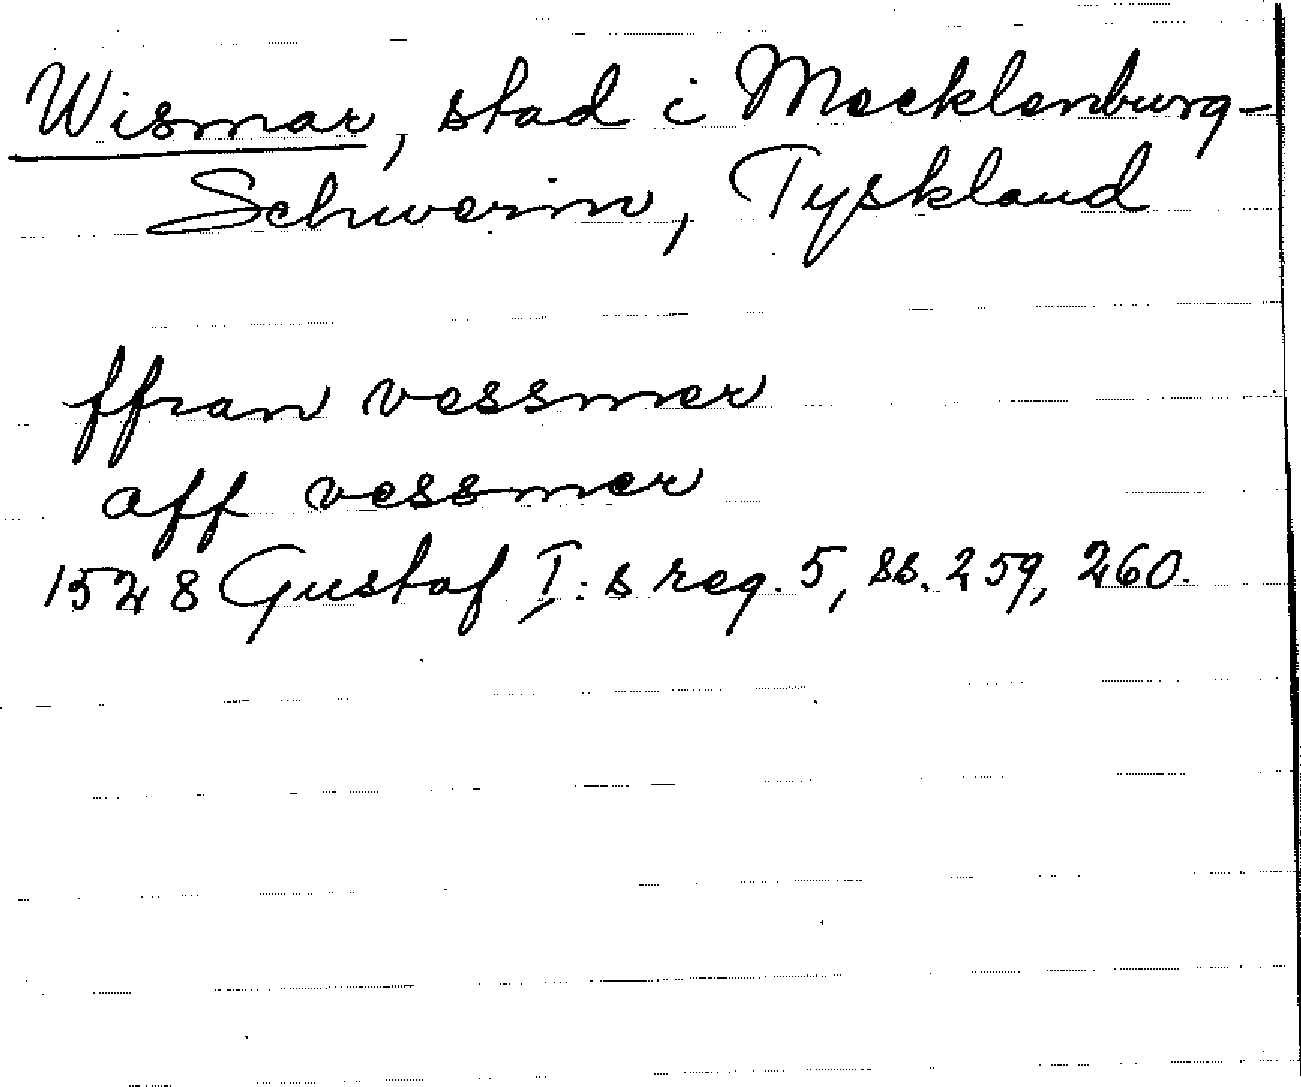 Wismar, stad i Mecklenburg-
Schwerin, Tyskland
ffran vessmer
aff vessmer
1528 Gustaf I:s reg. 5, ss. 259, 260.